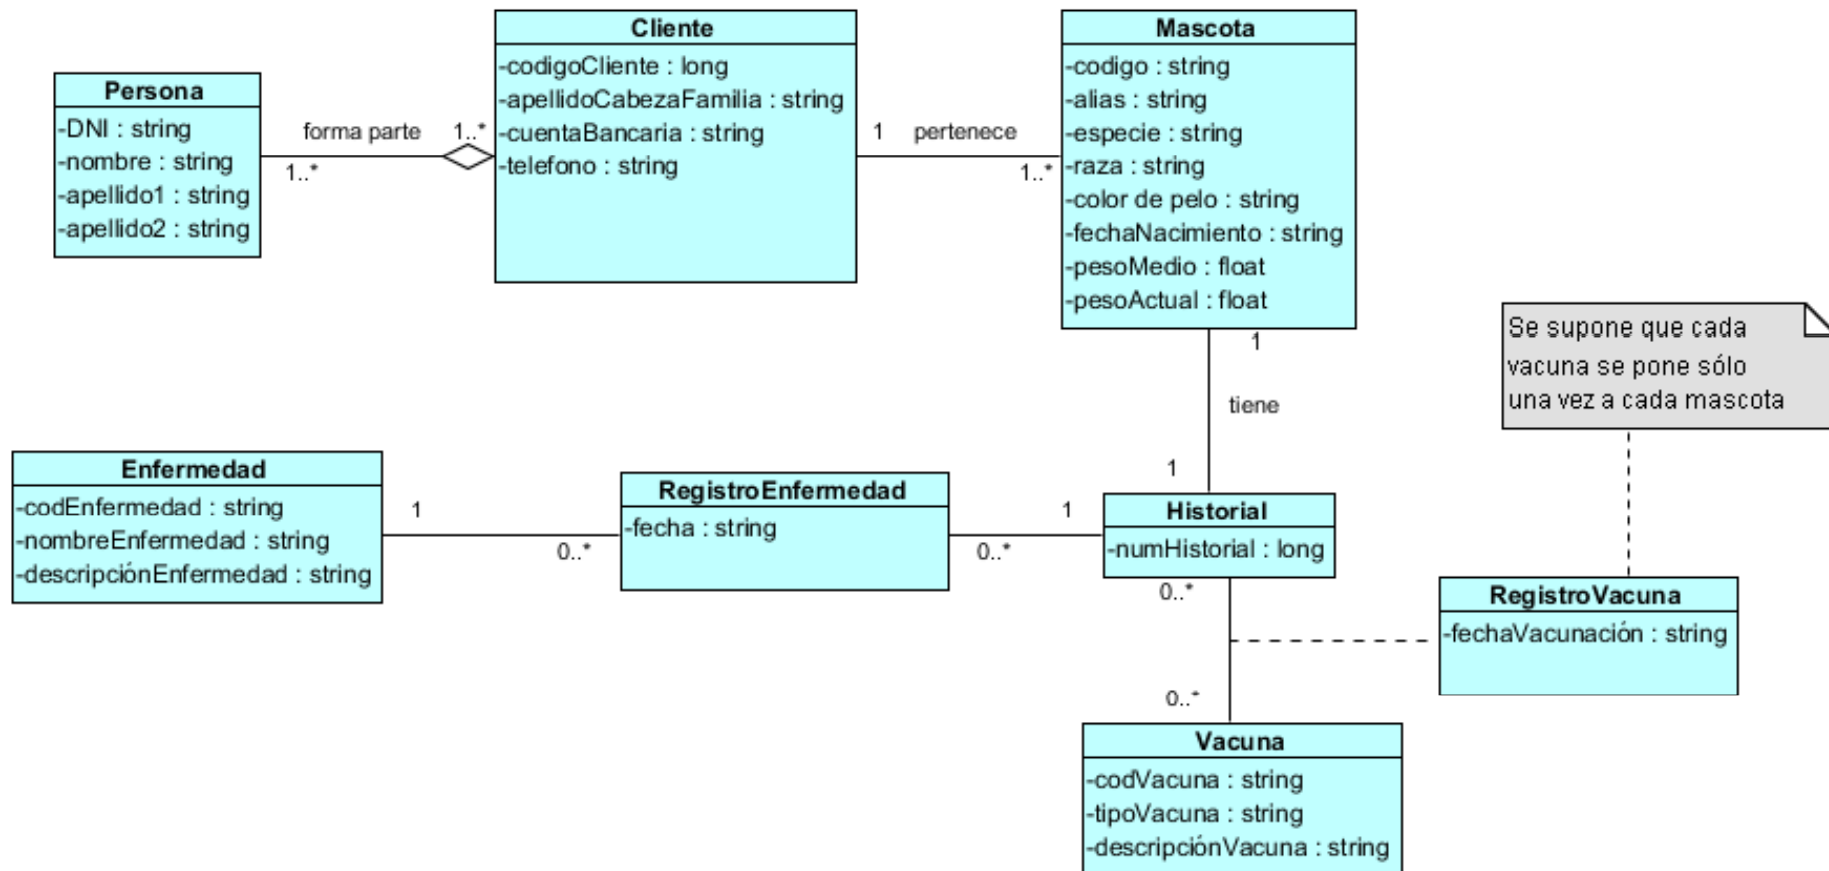 Persona
-DNI : string
-nombre : string
-apellido1 : string
-apellido2 : string
forma parte
1..*
1..*
Cliente
-codigoCliente : long
-apellidoCabezaFamilia : string
-cuentaBancaria : string
-telefono : string
1
pertenece
1..*
Mascota
-codigo : string
-alias : string
-especie : string
-raza : string
-color de pelo : string
-fechaNacimiento : string
-pesoMedio : float
-pesoActual : float
1
tiene
1
Se supone que cada
vacuna se pone sólo
una vez a cada mascota
Enfermedad
-codEnfermedad : string
-nombreEnfermedad : string
-descripciónEnfermedad : string
1
0..*
RegistroEnfermedad
-fecha : string
0..*
1
Historial
-numHistorial : long
0..*
RegistroVacuna
-fechaVacunación : string
0..*
Vacuna
-codVacuna : string
-tipoVacuna : string
-descripciónVacuna : string